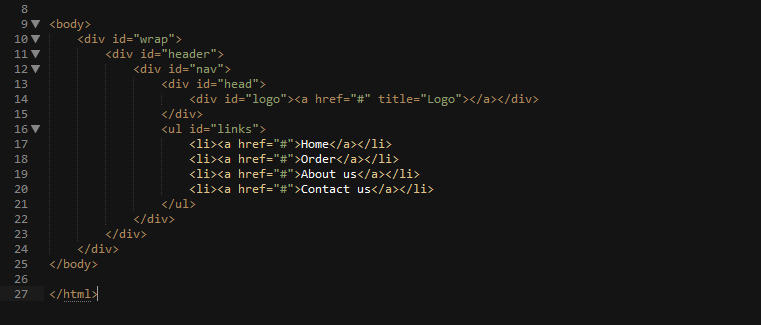 8
9 <body>
10 <div id="wrap">
11 <div id="header">
12 <div id="nav">
13 <div id="head">
14 <div id="logo"><a href="#" title="Logo"></a></div>
15 </div>
16 <ul id="links">
17 <li><a href="#">Home</a></li>
18 <li><a href="#">Order</a></li>
19 <li><a href="#">About us</a></li>
20 <li><a href="#">Contact us</a></li>
21 </ul>
22 </div>
23 </div>
24 </div>
25 </body>
26
27 </html>